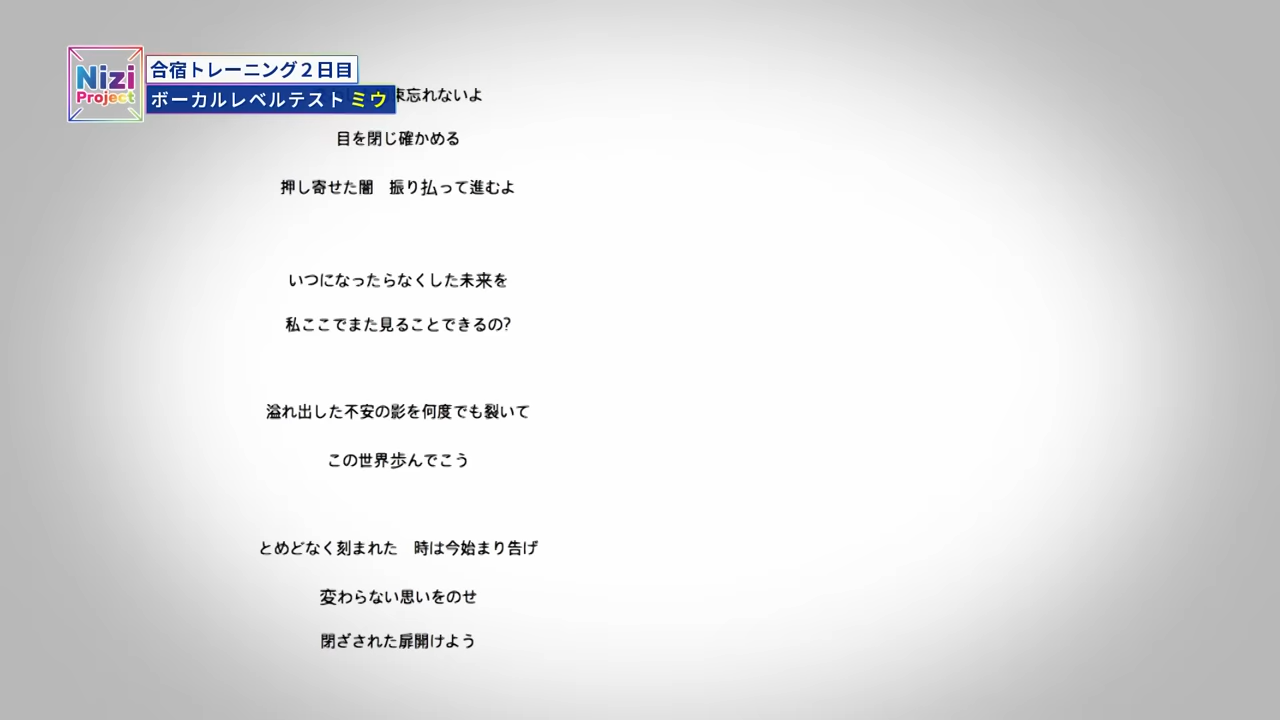 Nizi
Project
合宿トレーニング２日目
ボーカルレベルテスト ミウ
束忘れないよ
目を閉じ確かめる
押し寄せた闇　振り払って進むよ
いつになったらなくした未来を
私ここでまた見ることできるの?
溢れ出した不安の影を何度でも裂いて
この世界歩んでこう
とめどなく刻まれた　時は今始まり告げ
変わらない思いをのせ
閉ざされた扉開けよう